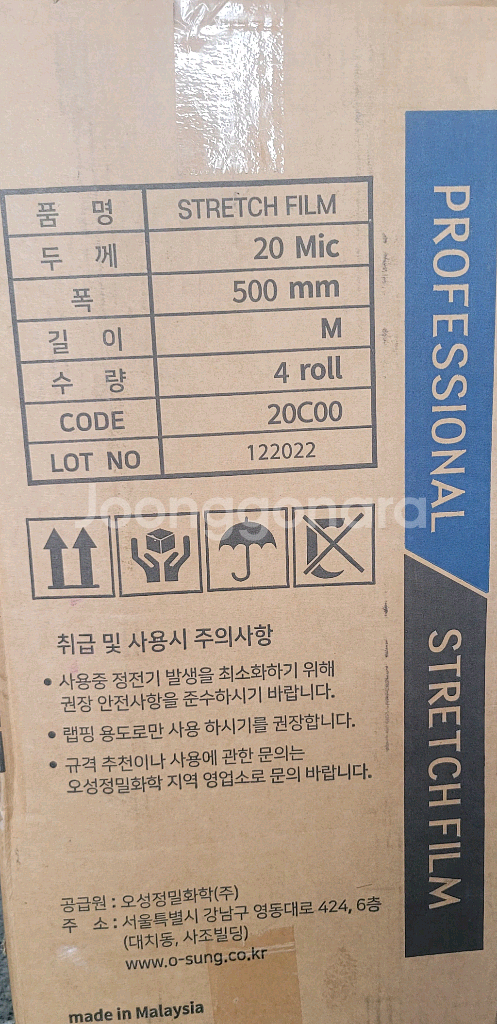 품 명 STRETCH FILM
두 께 20 Mic
폭 500 mm
길 이 M
수 량 4 roll
CODE 20C00
LOT NO 122022
Joonggonara
취급 및 사용시 주의사항
• 사용중 정전기 발생을 최소화하기 위해
권장 안전사항을 준수하시기 바랍니다.
• 랩핑 용도로만 사용 하시기를 권장합니다.
• 규격 추천이나 사용에 관한 문의는
오성정밀화학 지역 영업소로 문의 바랍니다.
공급원 : 오성정밀화학(주)
주 소 : 서울특별시 강남구 영동대로 424, 6층
(대치동, 사조빌딩)
www.o-sung.co.kr
made in Malaysia
PROFESSIONAL
STRETCH FILM